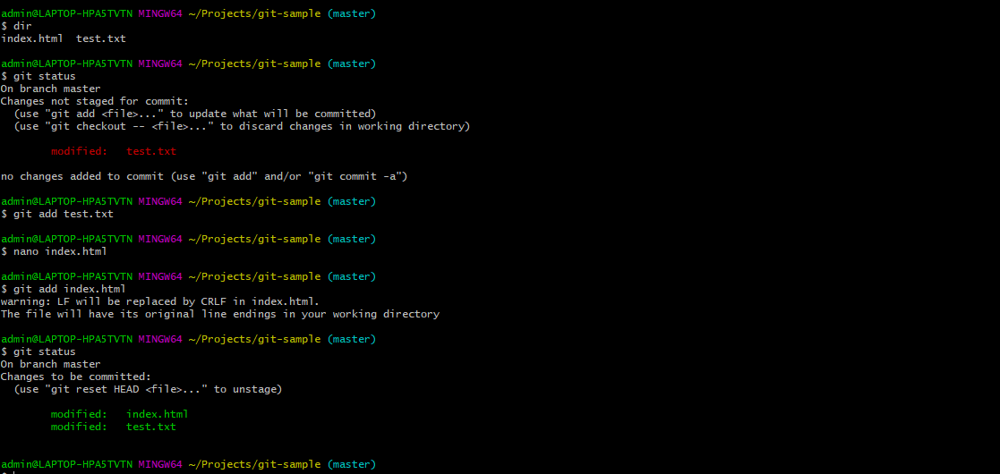 admin@LAPTOP-HPA5TVTN MINGW64 ~/Projects/git-sample (master)
$ dir
index.html  test.txt
admin@LAPTOP-HPA5TVTN MINGW64 ~/Projects/git-sample (master)
$ git status
On branch master
Changes not staged for commit:
  (use "git add <file>..." to update what will be committed)
  (use "git checkout -- <file>..." to discard changes in working directory)
        modified:   test.txt
no changes added to commit (use "git add" and/or "git commit -a")
admin@LAPTOP-HPA5TVTN MINGW64 ~/Projects/git-sample (master)
$ git add test.txt
admin@LAPTOP-HPA5TVTN MINGW64 ~/Projects/git-sample (master)
$ nano index.html
admin@LAPTOP-HPA5TVTN MINGW64 ~/Projects/git-sample (master)
$ git add index.html
warning: LF will be replaced by CRLF in index.html.
The file will have its original line endings in your working directory
admin@LAPTOP-HPA5TVTN MINGW64 ~/Projects/git-sample (master)
$ git status
On branch master
Changes to be committed:
  (use "git reset HEAD <file>..." to unstage)
        modified:   index.html
        modified:   test.txt
admin@LAPTOP-HPA5TVTN MINGW64 ~/Projects/git-sample (master)
$